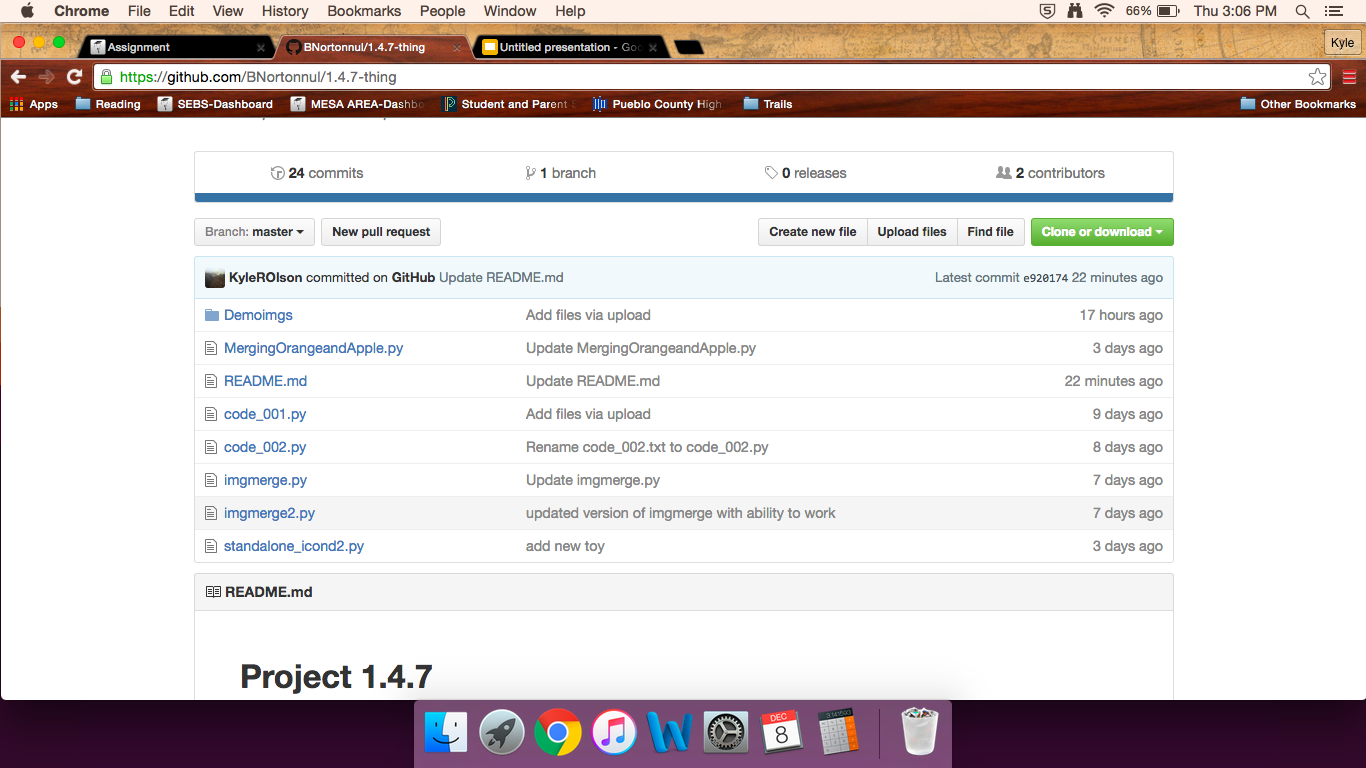 Chrome File Edit View History Bookmarks People Window Help 66% Thu 3:06 PM
Assignment BNortonnul/1.4.7-thing Untitled presentation - Goo Kyle
https://github.com/BNortonnul/1.4.7-thing
Apps Reading SEBS-Dashboard MESA AREA-Dashbo Student and Parent Pueblo County High Trails Other Bookmarks
24 commits 1 branch 0 releases 2 contributors
Branch: master New pull request Create new file Upload files Find file Clone or download
KyleROlson committed on GitHub Update README.md Latest commit e920174 22 minutes ago
Demoimgs Add files via upload 17 hours ago
MergingOrangeandApple.py Update MergingOrangeandApple.py 3 days ago
README.md Update README.md 22 minutes ago
code_001.py Add files via upload 9 days ago
code_002.py Rename code_002.txt to code_002.py 8 days ago
imgmerge.py Update imgmerge.py 7 days ago
imgmerge2.py updated version of imgmerge with ability to work 7 days ago
standalone_icond2.py add new toy 3 days ago
README.md
Project 1.4.7
DEC
8